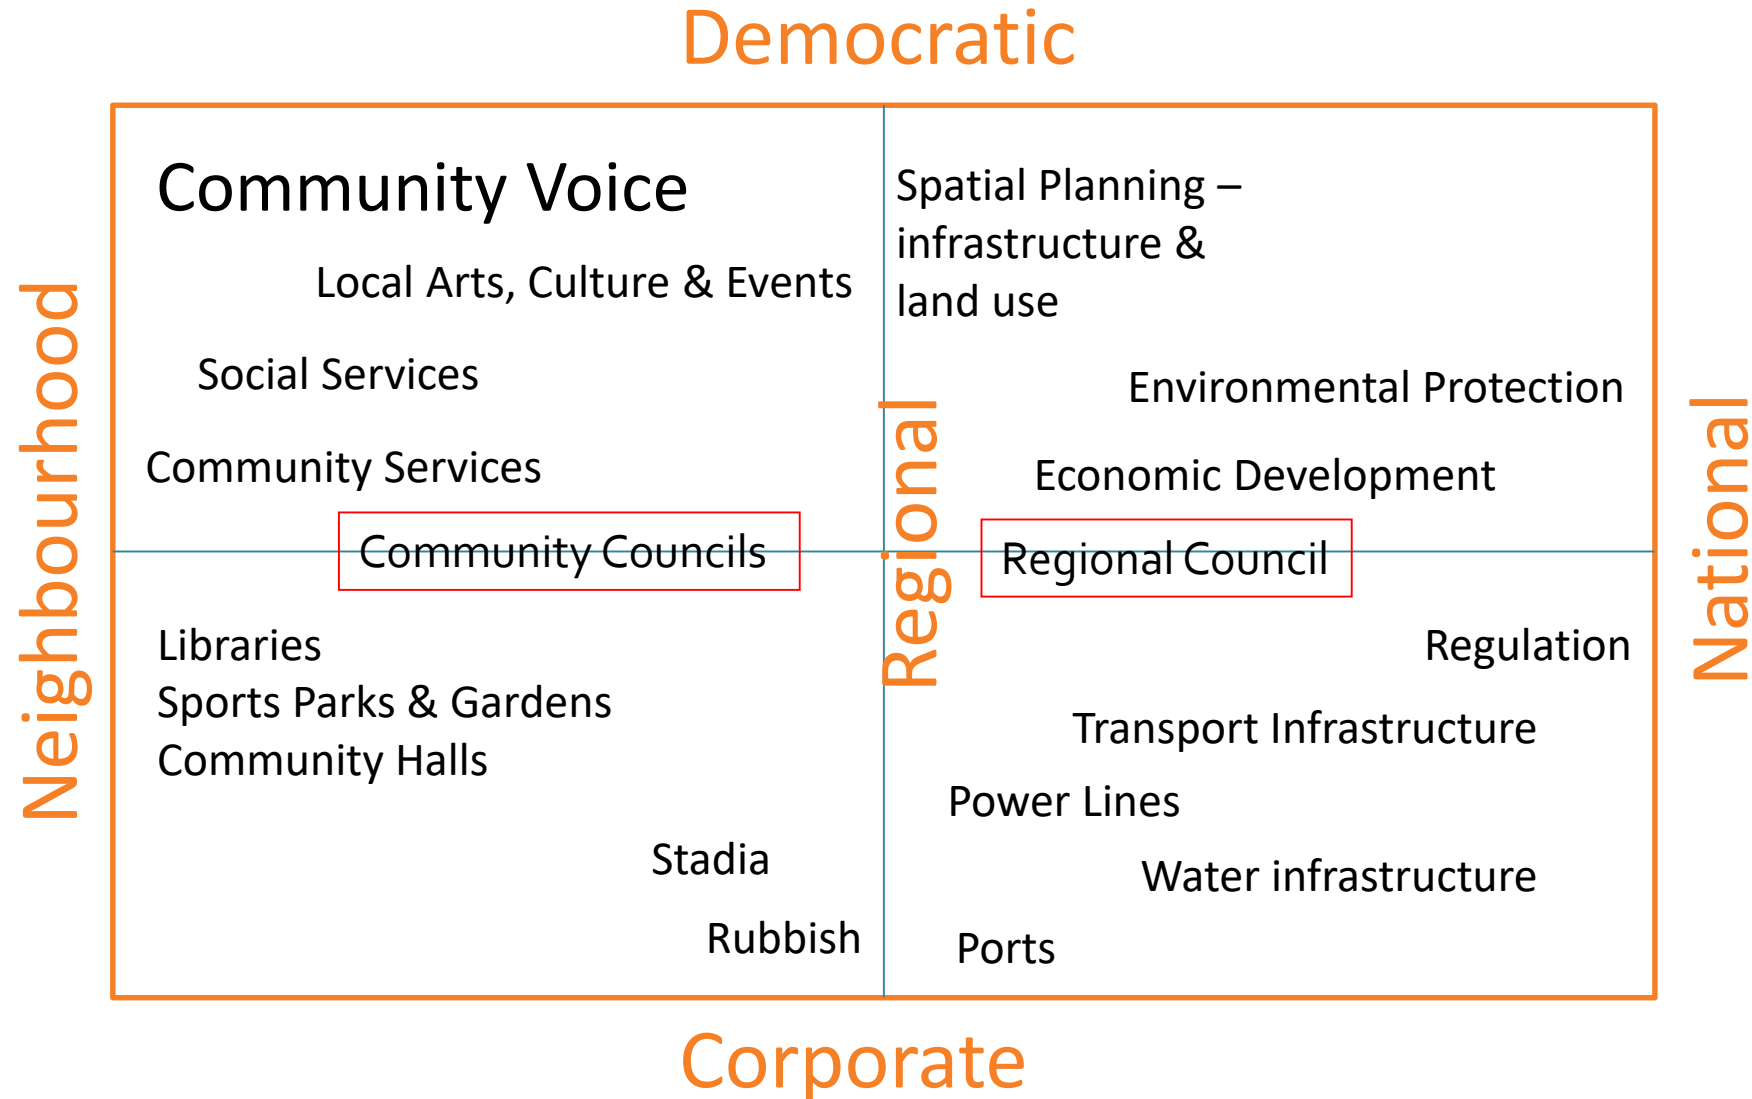 Democratic
Community Voice
Local Arts, Culture & Events
Social Services
Community Services
Spatial Planning –
infrastructure &
land use
Environmental Protection
Economic Development
Neighbourhood
Regional
National
Community Councils
Regional Council
Libraries
Sports Parks & Gardens
Community Halls
Stadia
Rubbish
Regulation
Transport Infrastructure
Power Lines
Water infrastructure
Ports
Corporate